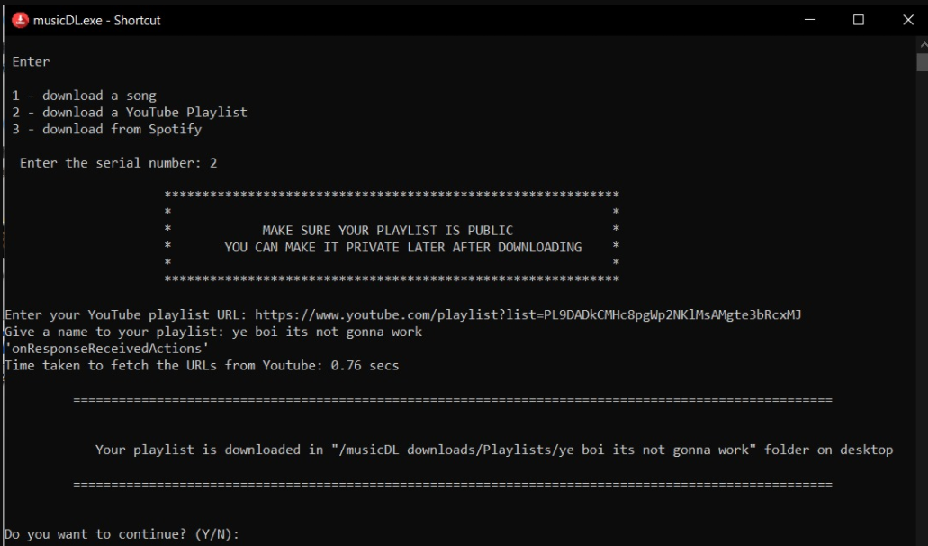 musicDL.exe - Shortcut
Enter
1 - download a song
2 - download a YouTube Playlist
3 - download from Spotify
Enter the serial number: 2
************************************************************
* *
* MAKE SURE YOUR PLAYLIST IS PUBLIC *
* YOU CAN MAKE IT PRIVATE LATER AFTER DOWNLOADING *
* *
************************************************************
Enter your YouTube playlist URL: https://www.youtube.com/playlist?list=PL9DADkCMHc8pgWp2NKlMsAMgte3bRcxMJ
Give a name to your playlist: ye boi its not gonna work
'onResponseReceivedActions'
Time taken to fetch the URLs from Youtube: 0.76 secs
====================================================================================================
Your playlist is downloaded in "/musicDL downloads/Playlists/ye boi its not gonna work" folder on desktop
====================================================================================================
Do you want to continue? (Y/N):